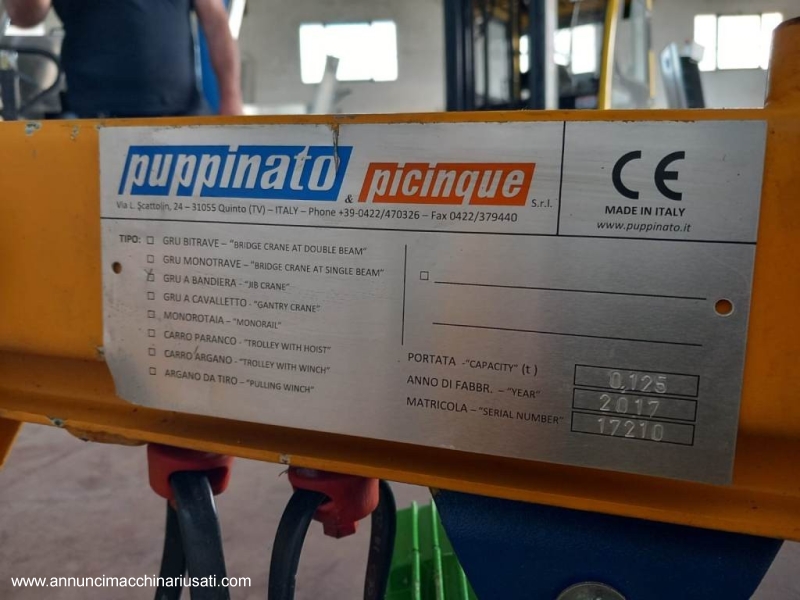 puppinato & picinque S.r.l.
Via L. Scattolin, 24 – 31055 Quinto (TV) – ITALY – Phone +39-0422/470326 – Fax 0422/379440
CE
MADE IN ITALY
www.puppinato.it
TIPO: GRU BITRAVE - "BRIDGE CRANE AT DOUBLE BEAM"
GRU MONOTRAVE - "BRIDGE CRANE AT SINGLE BEAM"
GRU A BANDIERA - "JIB CRANE"
GRU A CAVALLETTO - "GANTRY CRANE"
MONOROTAIA – "MONORAIL"
CARRO PARANCO - "TROLLEY WITH HOIST"
CARRO ARGANO - "TROLLEY WITH WINCH"
ARGANO DA TIRO - "PULLING WINCH"
PORTATA -"CAPACITY" (t) 0,125
ANNO DI FABBR. – "YEAR" 2017
MATRICOLA – "SERIAL NUMBER" 17210
www.annuncimacchinariusati.com